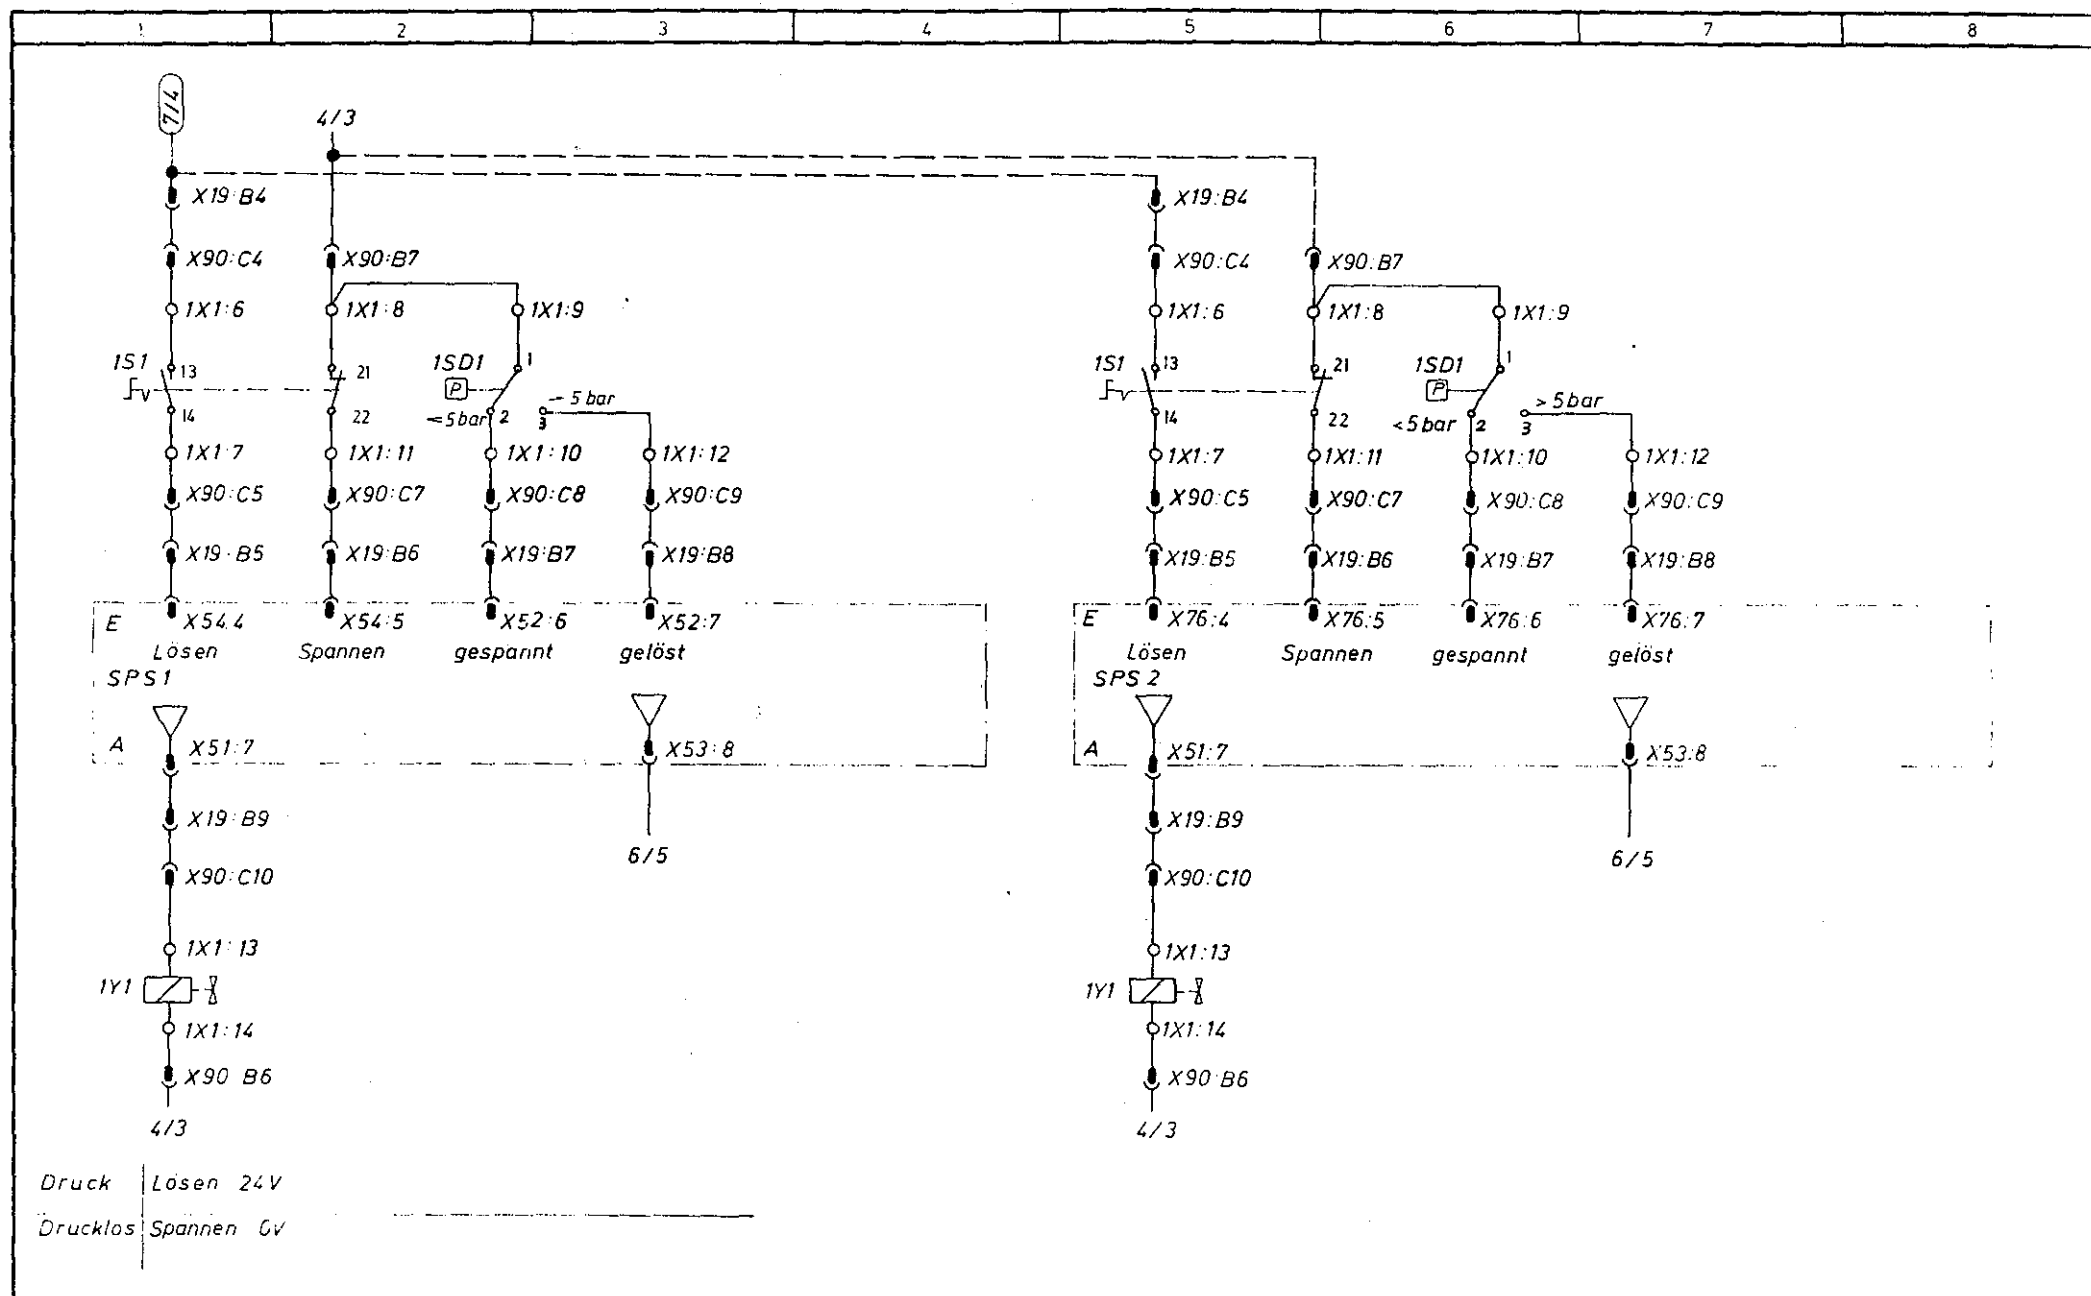 1 2 3 4 5 6 7 8
7/4
4/3
X19:B4 X19:B4
X90:C4 X90:B7 X90:C4 X90:B7
1X1:6 1X1:8 1X1:9 1X1:6 1X1:8 1X1:9
1S1 13 21 1SD1 1 1S1 13 21 1SD1 1
P P
14 22 <5bar 2 3 – 5 bar 14 22 <5bar 2 3 >5bar
1X1:7 1X1:11 1X1:10 1X1:12 1X1:7 1X1:11 1X1:10 1X1:12
X90:C5 X90:C7 X90:C8 X90:C9 X90:C5 X90:C7 X90:C8 X90:C9
X19:B5 X19:B6 X19:B7 X19:B8 X19:B5 X19:B6 X19:B7 X19:B8
E X54.4 X54:5 X52:6 X52:7 E X76:4 X76:5 X76:6 X76:7
Lösen Spannen gespannt gelöst Lösen Spannen gespannt gelöst
SPS1 SPS2
A X51:7 X53:8 A X51:7 X53:8
X19:B9 X19:B9
6/5 6/5
X90:C10 X90:C10
1X1:13 1X1:13
1Y1 1Y1
1X1:14 1X1:14
X90 B6 X90:B6
4/3 4/3
Druck Lösen 24V
Drucklos Spannen 0V